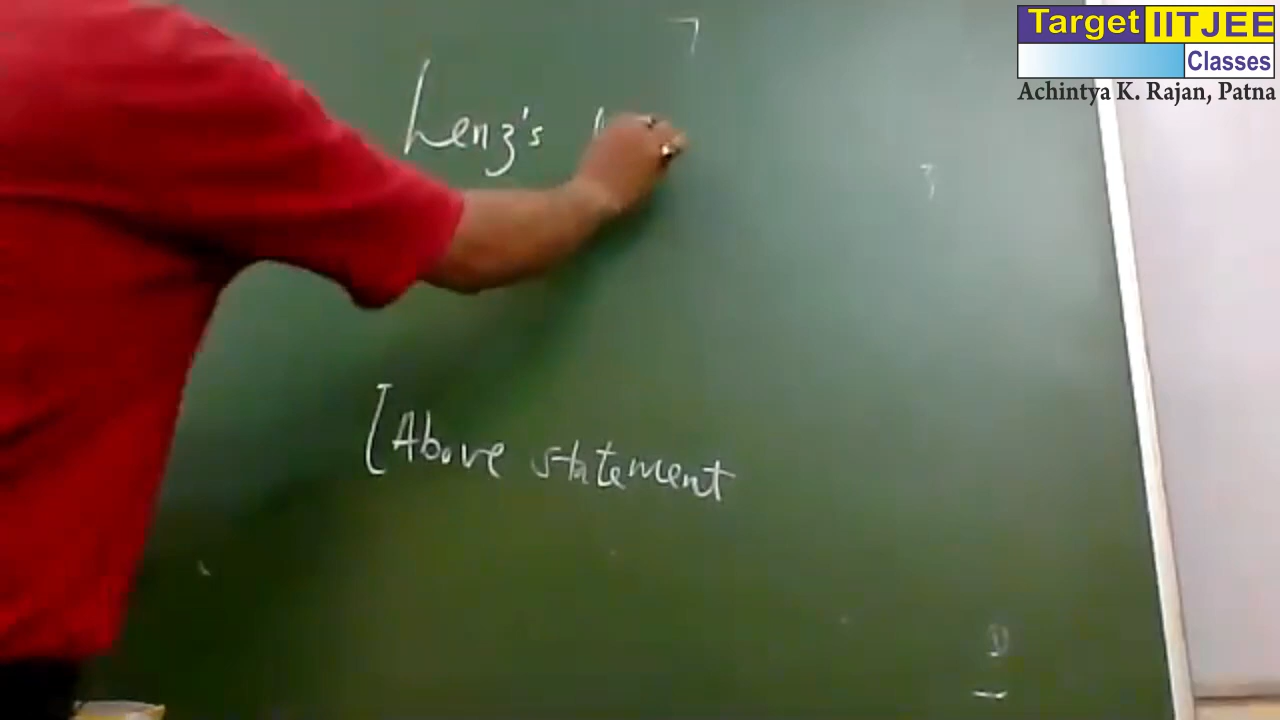 Target IITJEE
Classes
Achintya K. Rajan, Patna
Lenz's
[Above statement